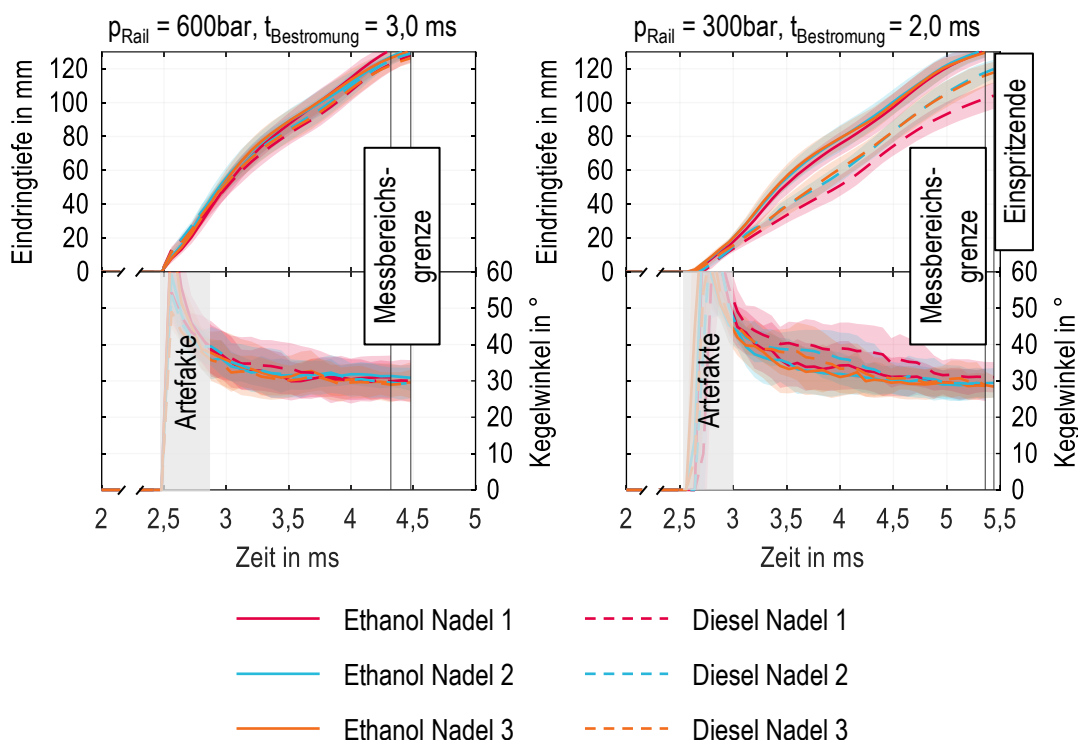 p_Rail = 600bar, t_Bestromung = 3,0 ms
Eindringtiefe in mm
120
100
80
60
40
20
0
Messbereichs-
grenze
Artefakte
60
50
40
30
20
10
0
Kegelwinkel in °
2
2,5
3
3,5
4
4,5
5
Zeit in ms
p_Rail = 300bar, t_Bestromung = 2,0 ms
Eindringtiefe in mm
120
100
80
60
40
20
0
Messbereichs-
grenze
Einspritzende
Artefakte
60
50
40
30
20
10
0
Kegelwinkel in °
2
2,5
3
3,5
4
4,5
5
5,5
Zeit in ms
Ethanol Nadel 1
Diesel Nadel 1
Ethanol Nadel 2
Diesel Nadel 2
Ethanol Nadel 3
Diesel Nadel 3